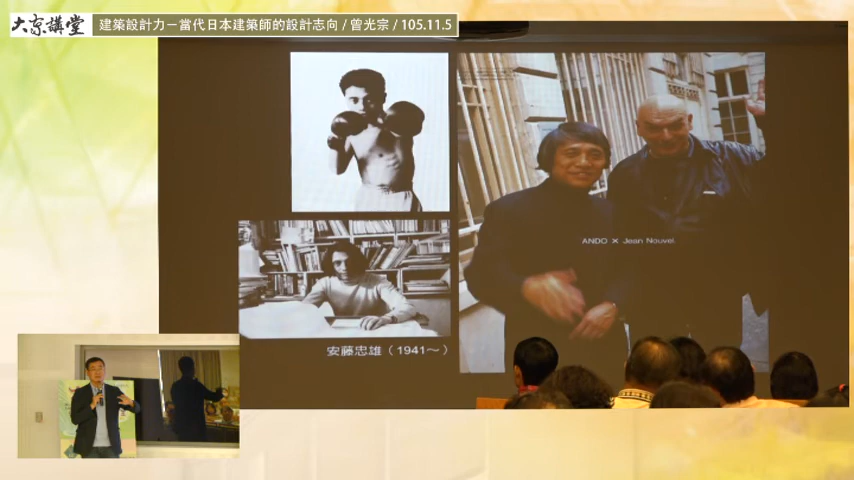 大京講堂 建築設計力－當代日本建築師的設計志向 / 曾光宗 / 105.11.5
ANDO × Jean Nouvel
安藤忠雄（1941～）